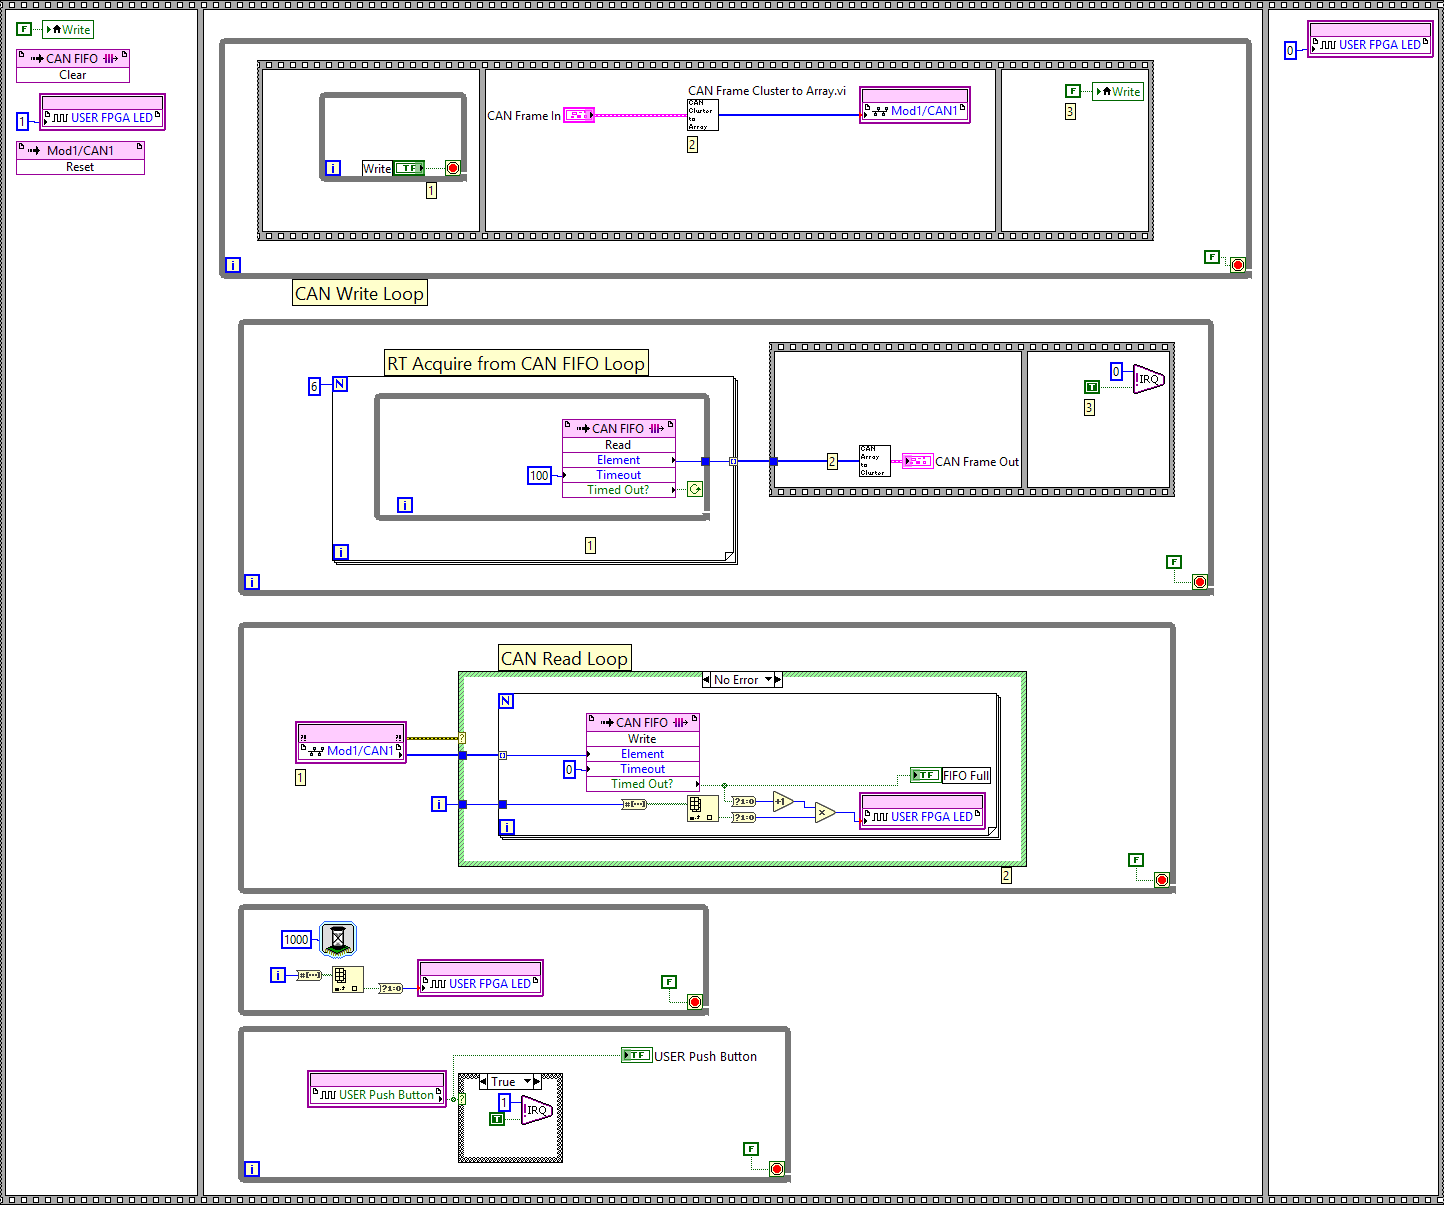 F
Write
CAN FIFO
Clear
1
USER FPGA LED
Mod1/CAN1
Reset
i
Write
TF
1
CAN Frame In
CAN Frame Cluster to Array.vi
CAN
Cluster
to
Array
2
Mod1/CAN1
F
Write
3
i
F
CAN Write Loop
RT Acquire from CAN FIFO Loop
6
N
CAN FIFO
Read
Element
100
Timeout
Timed Out?
i
1
i
2
CAN
Array
to
Cluster
CAN Frame Out
0
T
IRQ
3
i
F
CAN Read Loop
No Error
N
CAN FIFO
Write
Element
0
Timeout
Timed Out?
Mod1/CAN1
1
?
TF
FIFO Full
i
#[...]
?1:0
+1
?1:0
x
USER FPGA LED
i
2
F
1000
i
#[...]
?1:0
USER FPGA LED
F
TF
USER Push Button
USER Push Button
?
True
1
T
IRQ
i
F
0
USER FPGA LED